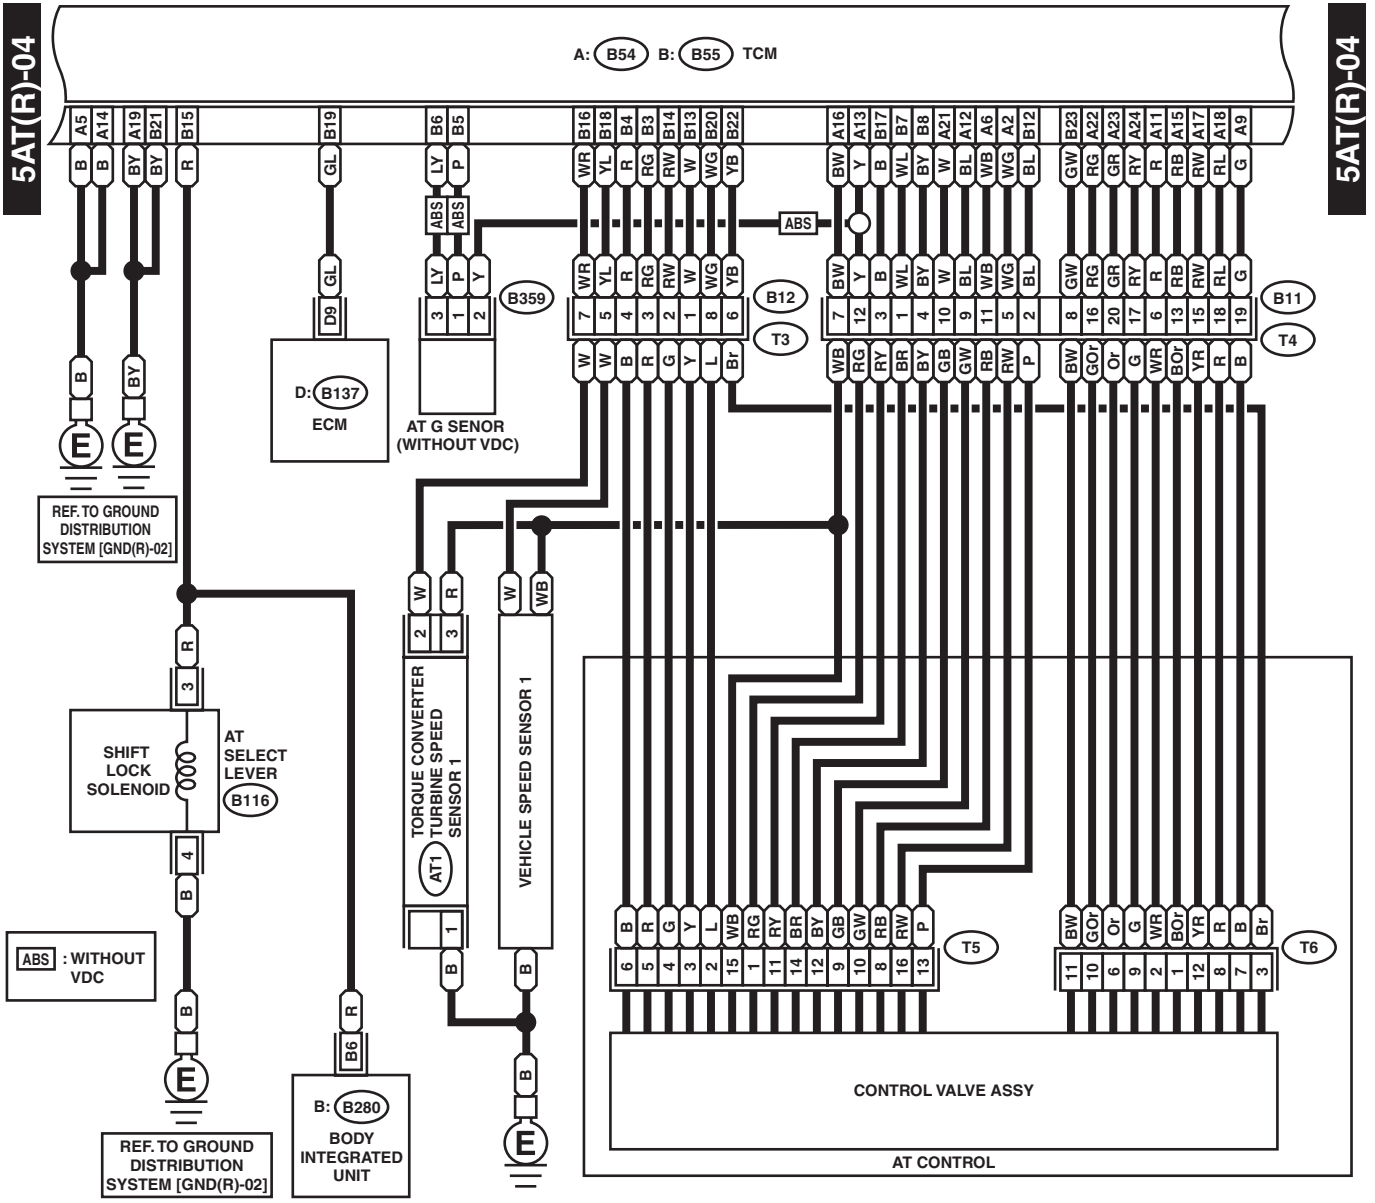 5AT(R)-04
A: B54 B: B55 TCM
5AT(R)-04
A5 A14 A19 B21 B15 B19 B6 B5 B16 B18 B4 B3 B14 B13 B20 B22 A16 A13 B17 B7 B8 A21 A12 A6 A2 B12 B23 A22 A23 A24 A11 A15 A17 A18 A9
B B BY BY R GL LY P WR YL R RG RW W WG YB BW Y B WL BY W BL WB WG BL GW RG GR RY R RB RW RL G
ABS ABS ABS
GL LY P Y WR YL R RG RW W WG YB BW Y B WL BY W BL WB WG BL GW RG GR RY R RB RW RL G
B359 B12 B11
D9 3 1 2 7 5 4 3 2 1 8 6 7 12 3 1 4 10 9 11 5 2 8 16 20 17 6 13 15 18 19
T3 T4
B BY W W B R G Y L Br WB RG RY BR BY GB GW RB RW P BW GOr Or G WR BOr YR R B
D: B137
ECM
AT G SENOR
(WITHOUT VDC)
E E
REF. TO GROUND
DISTRIBUTION
SYSTEM [GND(R)-02]
W R W WB
2 3
R
3
SHIFT
LOCK
SOLENOID
AT
SELECT
LEVER
B116
4
B
TORQUE CONVERTER
TURBINE SPEED
SENSOR 1
AT1
VEHICLE SPEED SENSOR 1
1
B B
B R G Y L WB RG RY BR BY GB GW RB RW P BW GOr Or G WR BOr YR R B Br
T5 T6
6 5 4 3 2 15 1 11 14 12 9 10 8 16 13 11 10 6 9 2 1 12 8 7 3
ABS : WITHOUT
VDC
B R
B6
E
B: B280
BODY
INTEGRATED
UNIT
REF. TO GROUND
DISTRIBUTION
SYSTEM [GND(R)-02]
B
E
CONTROL VALVE ASSY
AT CONTROL